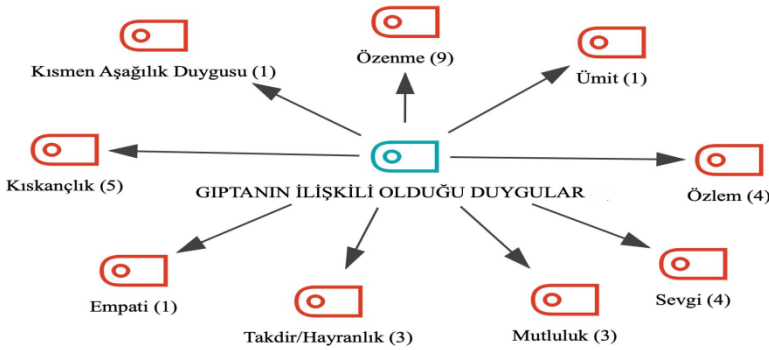 Kısmen Aşağılık Duygusu (1)
Özenme (9)
Ümit (1)
Kıskançlık (5)
GIPTANIN İLİŞKİLİ OLDUĞU DUYGULAR
Özlem (4)
Empati (1)
Takdir/Hayranlık (3)
Mutluluk (3)
Sevgi (4)